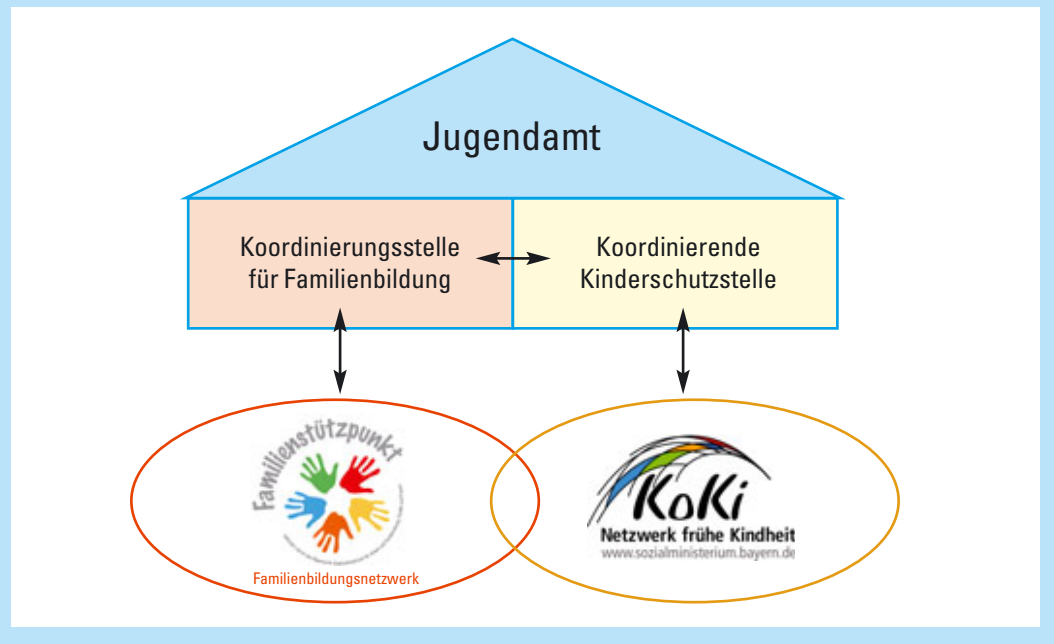 Jugendamt
Koordinierungsstelle
für Familienbildung
Koordinierende
Kinderschutzstelle
Familienstützpunkt
Familienbildungsnetzwerk
KoKi
Netzwerk frühe Kindheit
www.sozialministerium.bayern.de